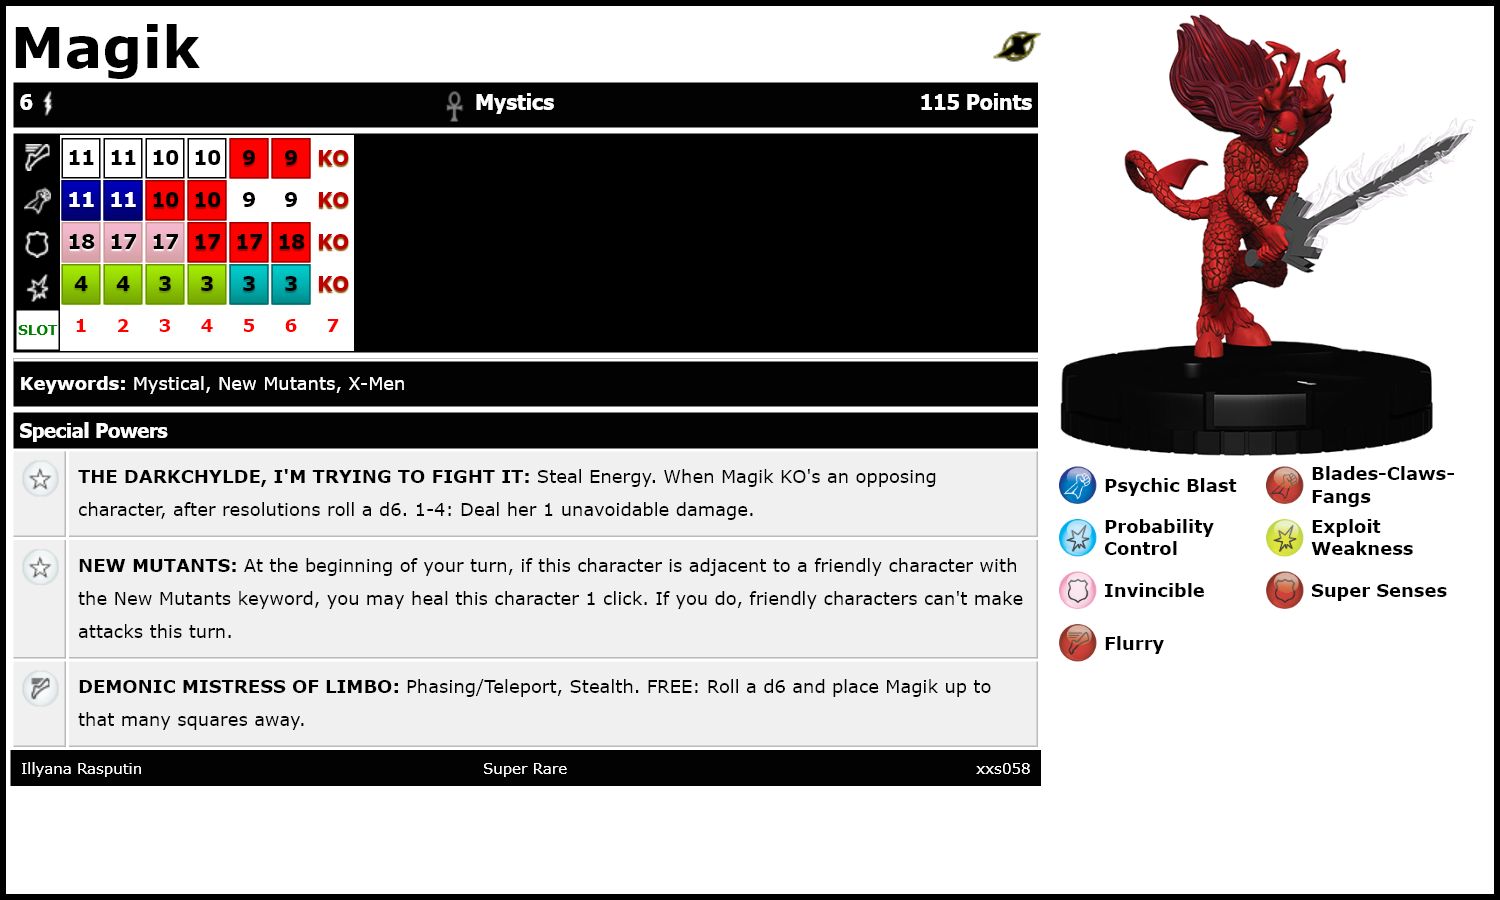 Magik
6 Mystics 115 Points
11 11 10 10 9 9 KO
11 11 10 10 9 9 KO
18 17 17 17 17 18 KO
4 4 3 3 3 3 KO
SLOT 1 2 3 4 5 6 7
Keywords: Mystical, New Mutants, X-Men
Special Powers
THE DARKCHYLDE, I'M TRYING TO FIGHT IT: Steal Energy. When Magik KO's an opposing
character, after resolutions roll a d6. 1-4: Deal her 1 unavoidable damage.
NEW MUTANTS: At the beginning of your turn, if this character is adjacent to a friendly character with
the New Mutants keyword, you may heal this character 1 click. If you do, friendly characters can't make
attacks this turn.
DEMONIC MISTRESS OF LIMBO: Phasing/Teleport, Stealth. FREE: Roll a d6 and place Magik up to
that many squares away.
Illyana Rasputin Super Rare xxs058
Psychic Blast
Blades-Claws-
Fangs
Probability
Control
Exploit
Weakness
Invincible
Super Senses
Flurry